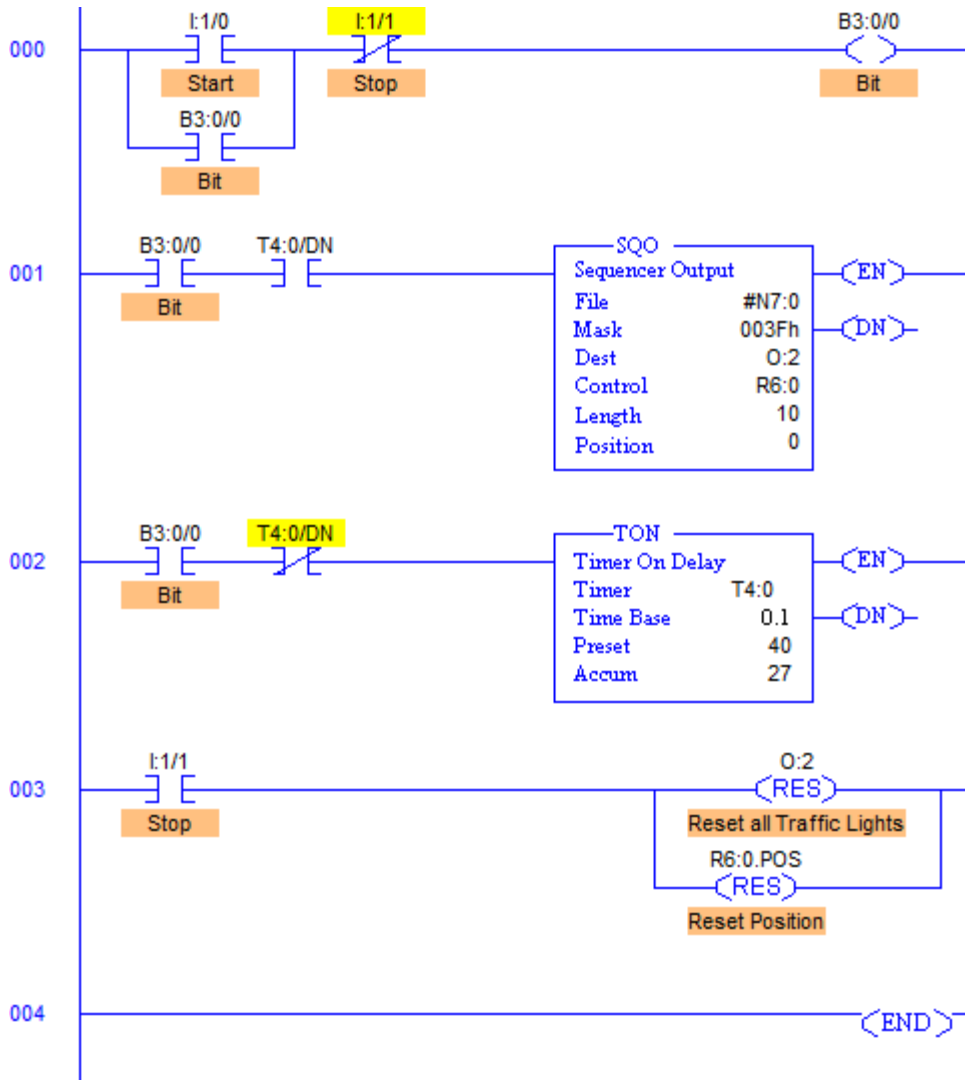 I:1/0 I:1/1 B3:0/0
000
Start Stop Bit
B3:0/0
Bit
B3:0/0 T4:0/DN
001
Bit
SQO
Sequencer Output
File #N7:0
Mask 003Fh
Dest O:2
Control R6:0
Length 10
Position 0
EN
DN
B3:0/0 T4:0/DN
002
Bit
TON
Timer On Delay
Timer T4:0
Time Base 0.1
Preset 40
Accum 27
EN
DN
I:1/1 O:2
003
RES
Stop Reset all Traffic Lights
R6:0.POS
RES
Reset Position
004
END